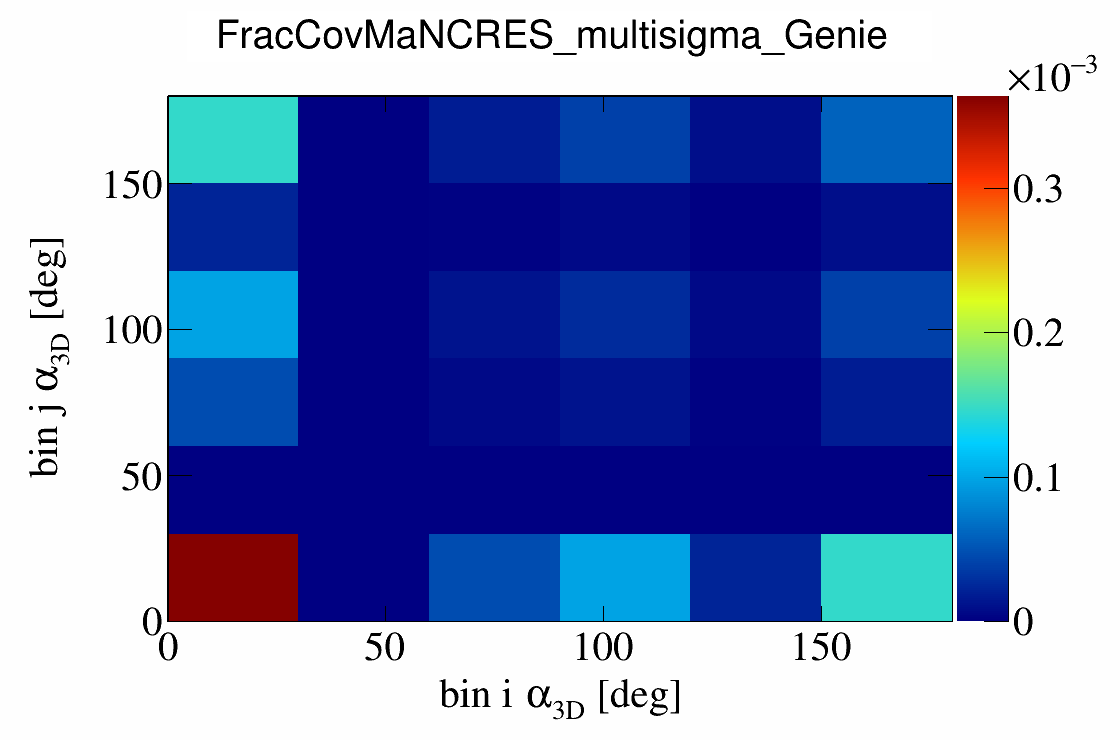 FracCovMaNCRES_multisigma_Genie
×10⁻³
150
100
50
0
0.3
0.2
0.1
0
0 50 100 150
bin j α3D [deg]
bin i α3D [deg]